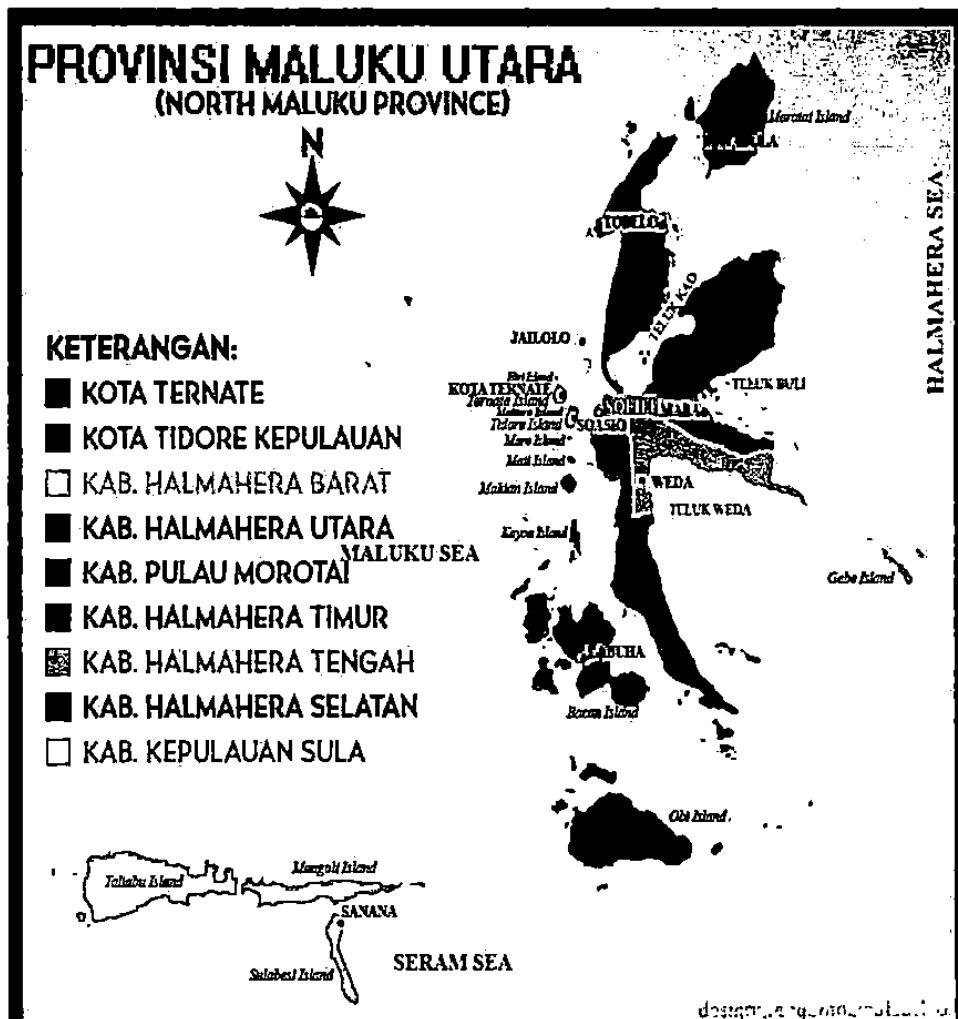 PROVINSI MALUKU UTARA
(NORTH MALUKU PROVINCE)
N
Morotai Island
HALMAHERA SEA
TOBELO
TELUK KAO
JAILOLO
KETERANGAN:
KOTA TERNATE
KOTA TIDORE KEPULAUAN
KAB. HALMAHERA BARAT
KAB. HALMAHERA UTARA
KAB. PULAU MOROTAI
KAB. HALMAHERA TIMUR
KAB. HALMAHERA TENGAH
KAB. HALMAHERA SELATAN
KAB. KEPULAUAN SULA
Hiri Island
KOTA TERNATE
Ternate Island
Tidore Island
SOASIO
Mare Island
Moti Island
Makian Island
Kayoa Island
TELUK BULI
WEDA
TELUK WEDA
MALUKU SEA
Gebe Island
LABUHA
Bacan Island
Obi Island
Taliabu Island
Mangoli Island
SANANA
Sulabesi Island
SERAM SEA